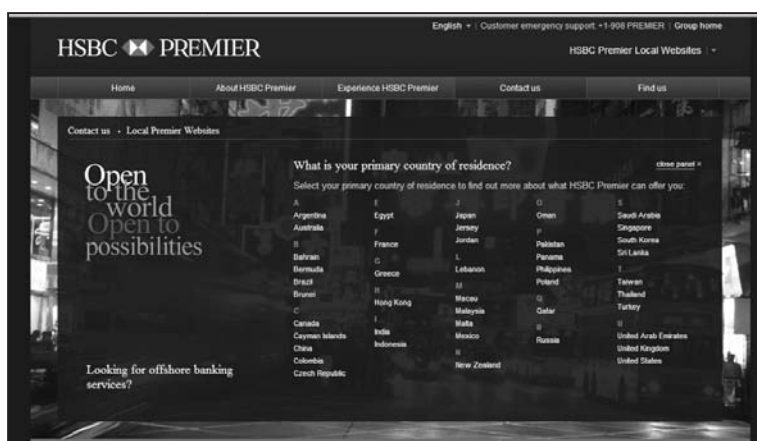 English | Customer emergency support: +1-908 PREMIER | Group home
HSBC PREMIER
HSBC Premier Local Websites
Home About HSBC Premier Experience HSBC Premier Contact us Find us
Contact us • Local Premier Websites
Open
to the
world
Open to
possibilities
Looking for offshore banking
services?
What is your primary country of residence?
close panel ×
Select your primary country of residence to find out more about what HSBC Premier can offer you:
A
Argentina
Australia
B
Bahrain
Bermuda
Brazil
Brunei
C
Canada
Cayman Islands
China
Colombia
Czech Republic
E
Egypt
F
France
G
Greece
H
Hong Kong
I
India
Indonesia
J
Japan
Jersey
Jordan
L
Lebanon
M
Macau
Malaysia
Malta
Mexico
N
New Zealand
O
Oman
P
Pakistan
Panama
Philippines
Poland
Q
Qatar
R
Russia
S
Saudi Arabia
Singapore
South Korea
Sri Lanka
T
Taiwan
Thailand
Turkey
U
United Arab Emirates
United Kingdom
United States